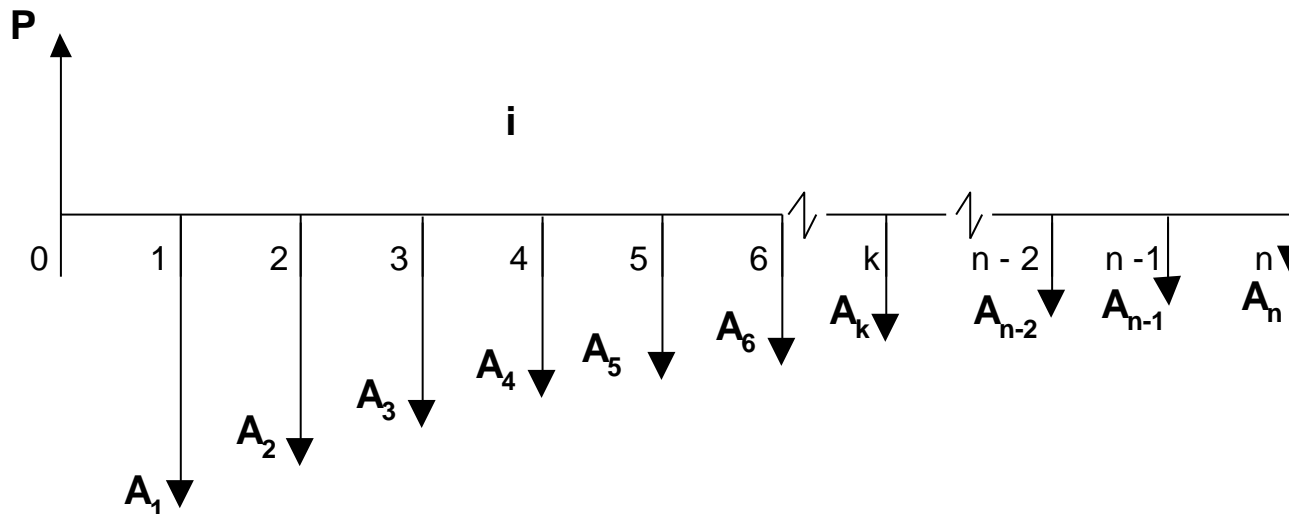 P
i
0 1 2 3 4 5 6 k n - 2 n -1 n
A₁ A₂ A₃ A₄ A₅ A₆ Aₖ Aₙ₋₂ Aₙ₋₁ Aₙ